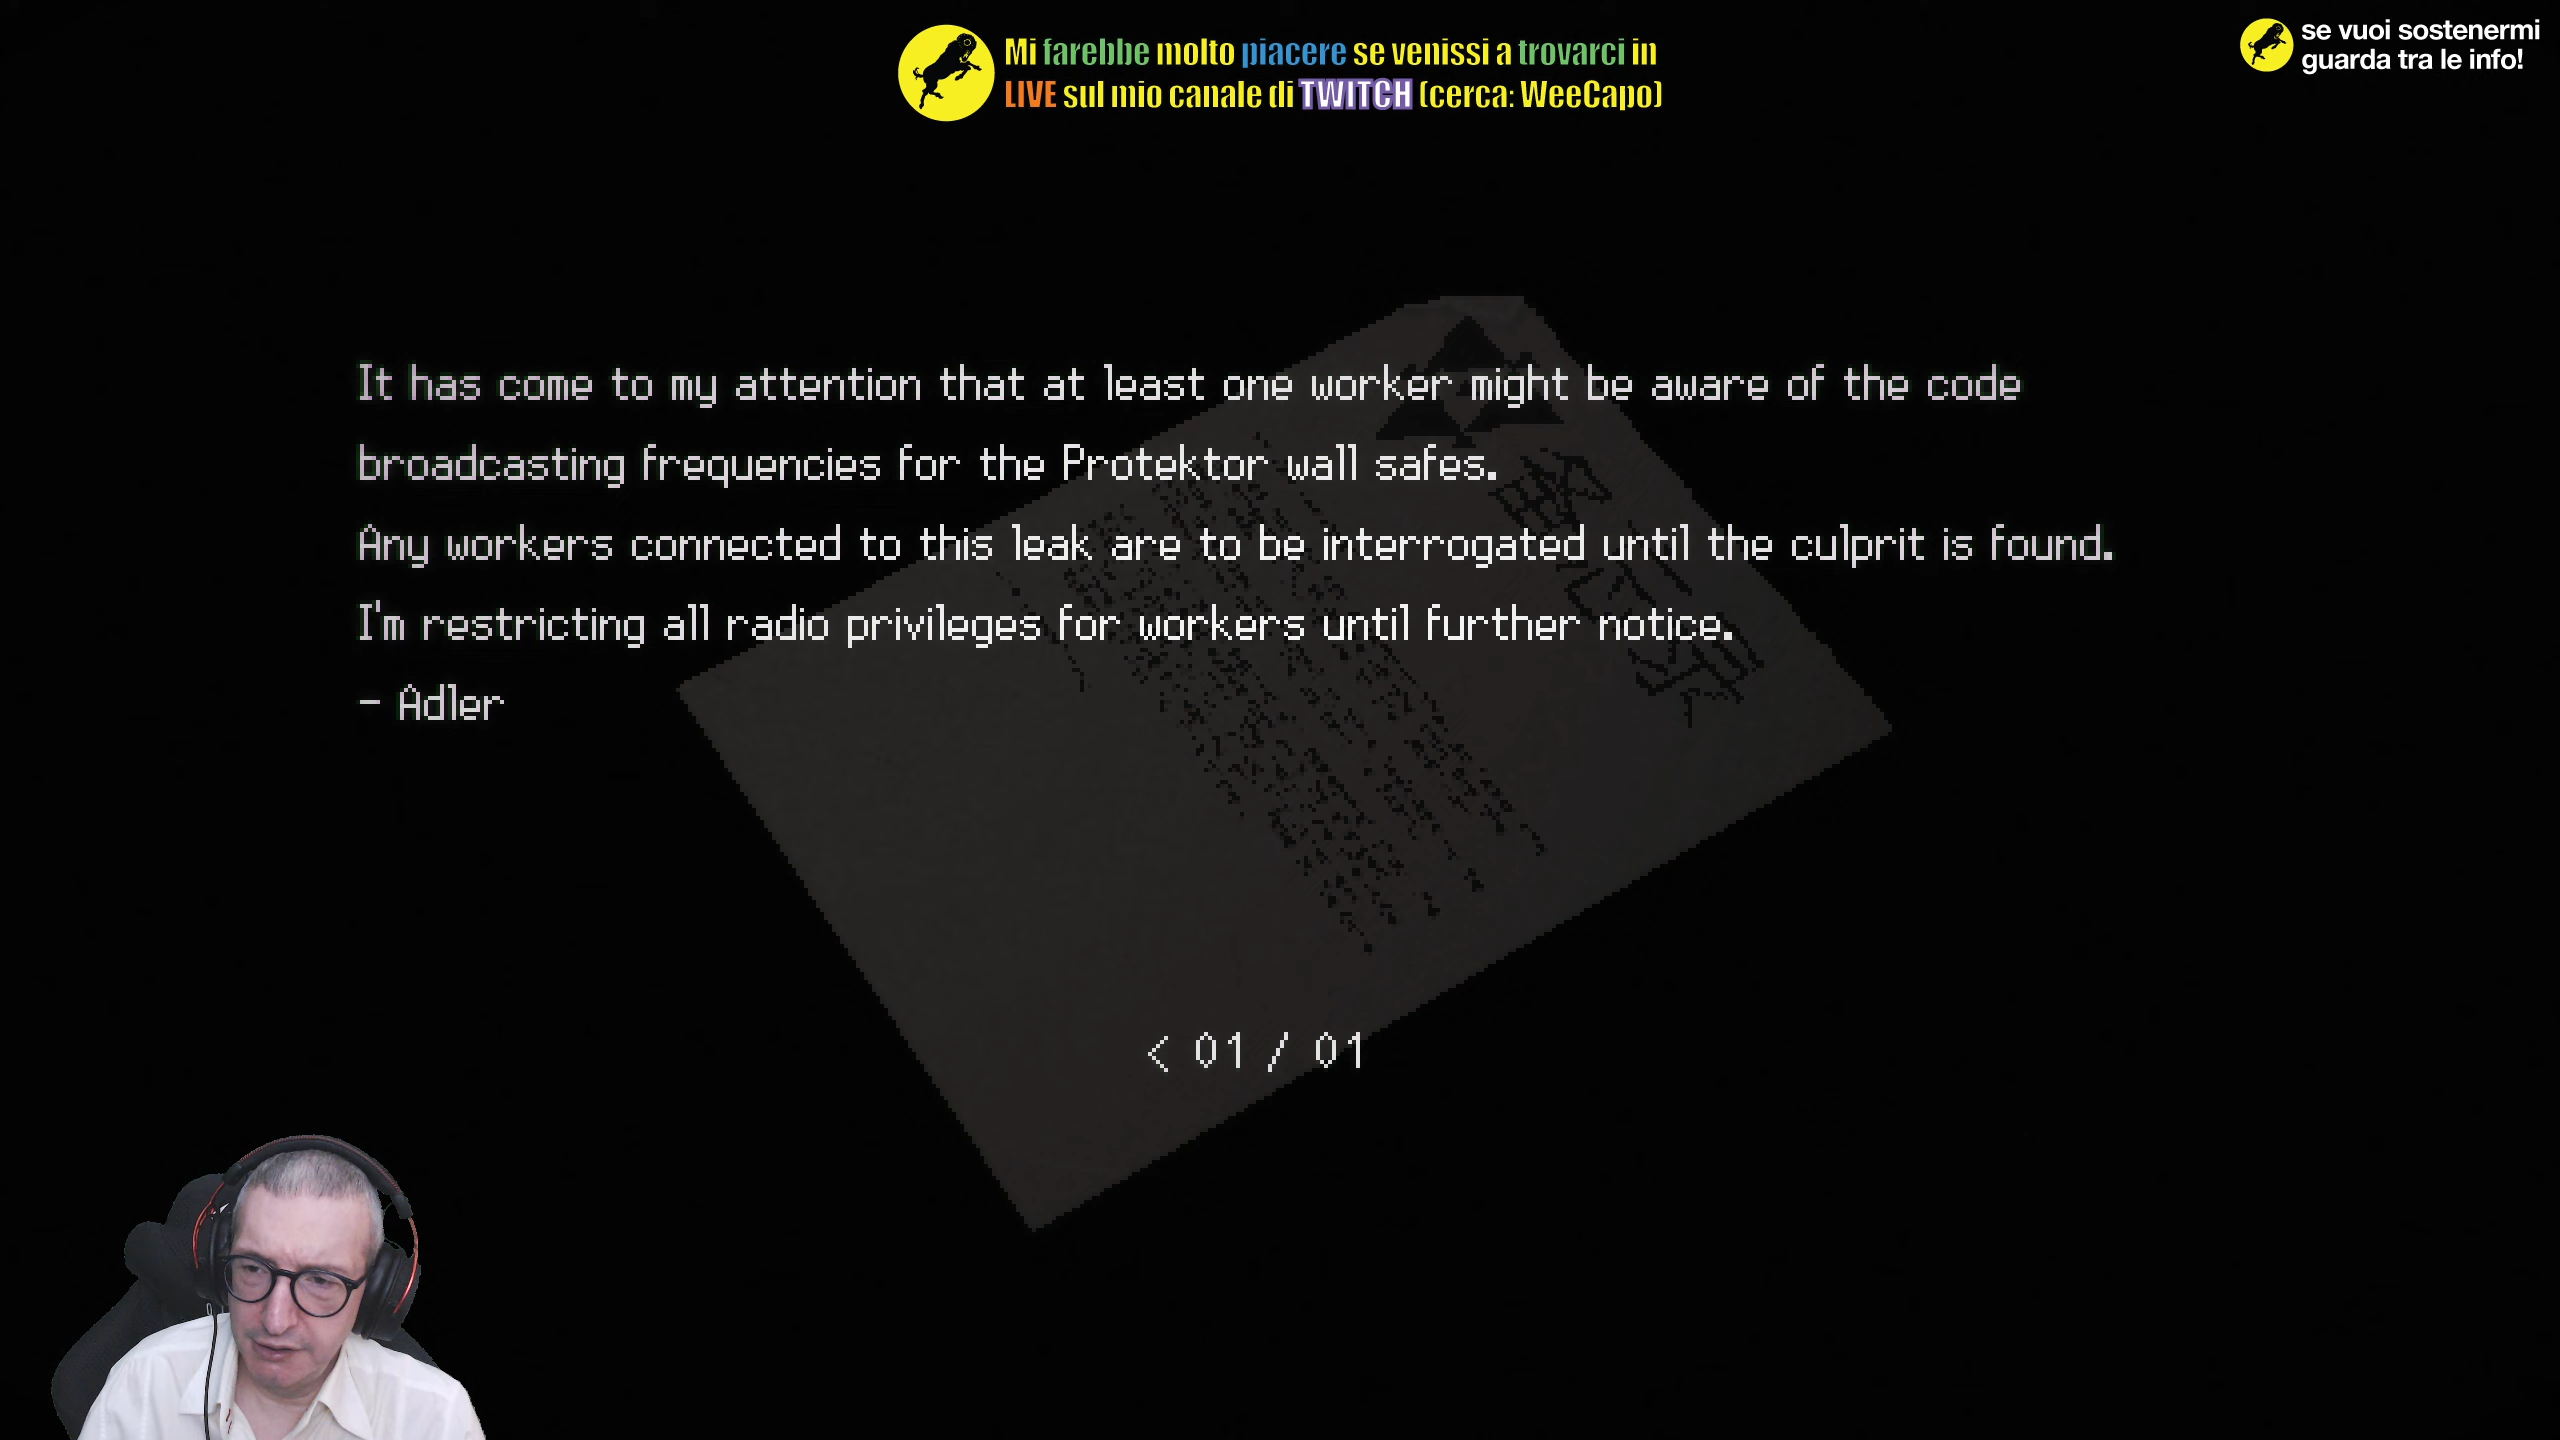 Mi farebbe molto piacere se venissi a trovarci in
LIVE sul mio canale di TWITCH (cerca: WeeCapo)
se vuoi sostenermi
guarda tra le info!
It has come to my attention that at least one worker might be aware of the code
broadcasting frequencies for the Protektor wall safes.
Any workers connected to this leak are to be interrogated until the culprit is found.
I'm restricting all radio privileges for workers until further notice.
- Adler
< 01 / 01